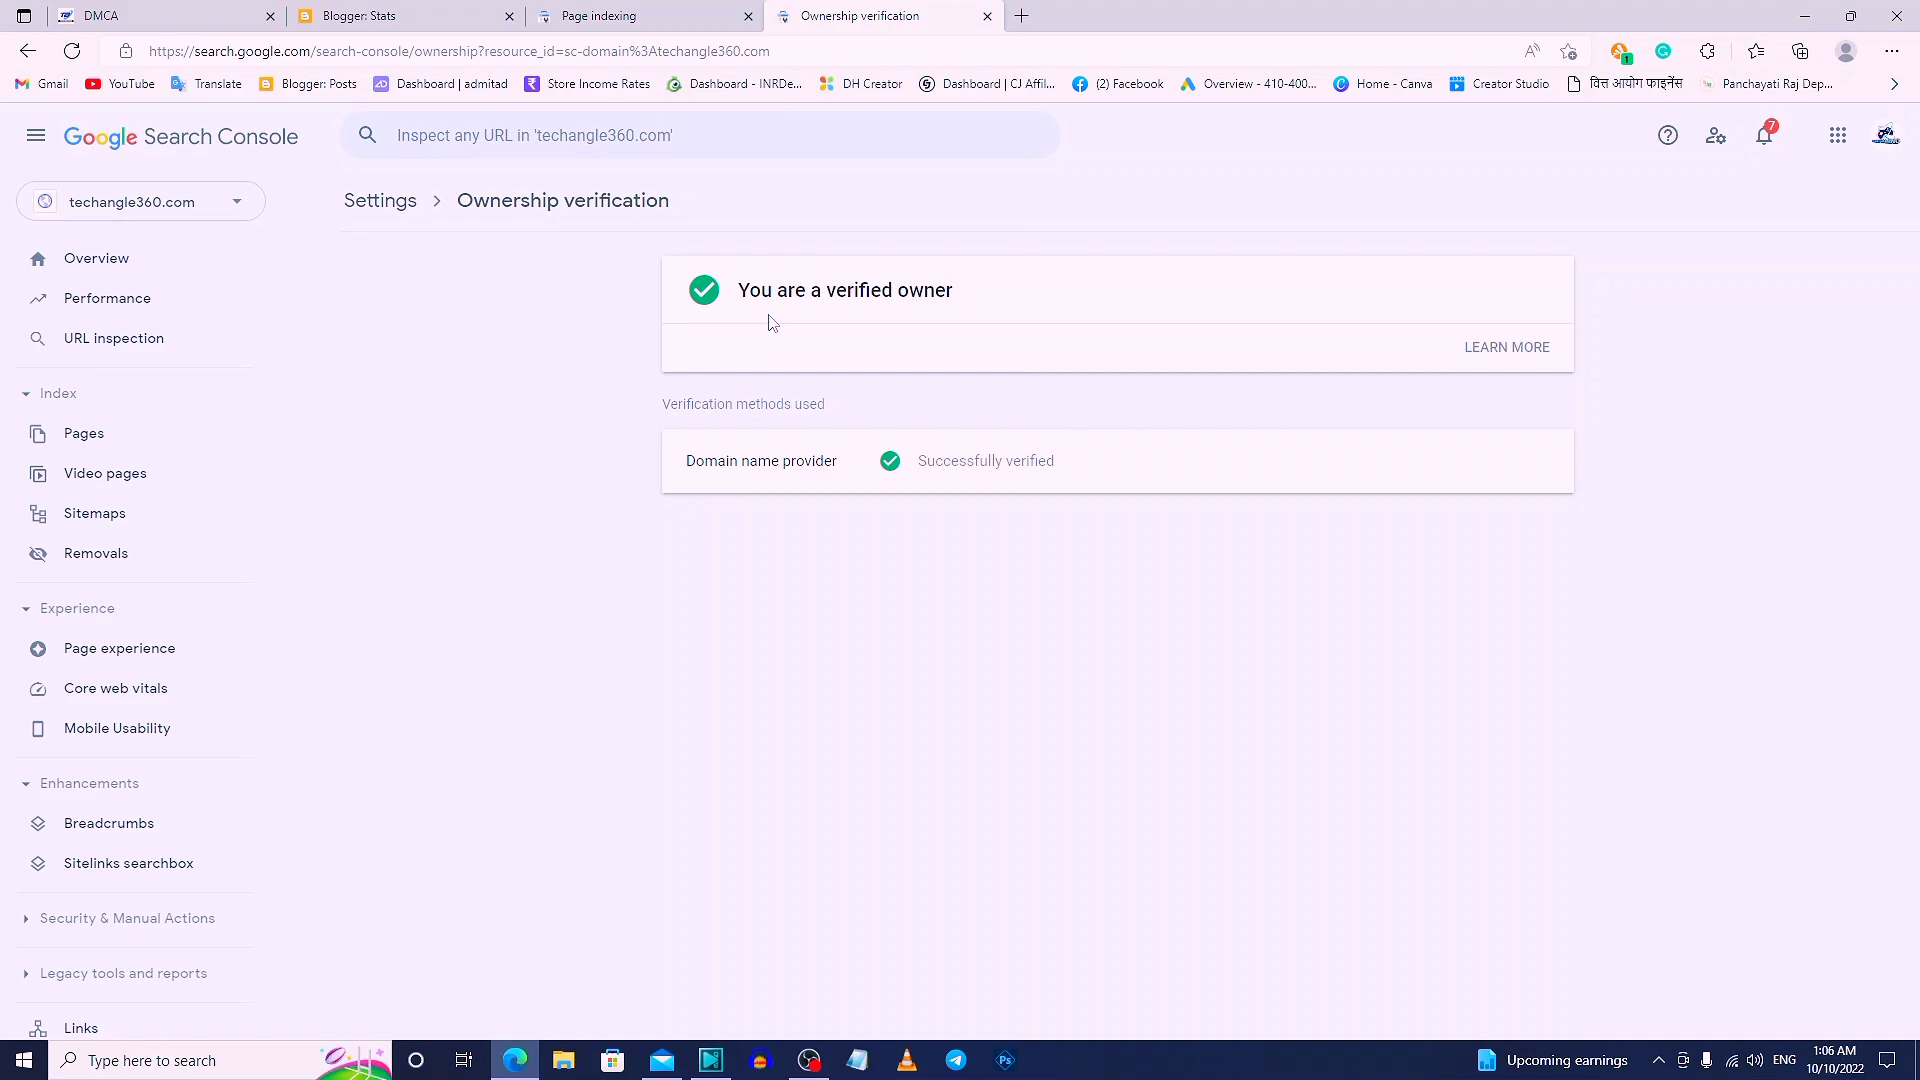 DMCA
Blogger: Stats
Page indexing
Ownership verification
https://search.google.com/search-console/ownership?resource_id=sc-domain%3Atechangle360.com
1
Gmail
YouTube
Translate
Blogger: Posts
Dashboard | admitad
Store Income Rates
Dashboard - INRDe...
DH Creator
Dashboard | CJ Affil...
(2) Facebook
Overview - 410-400...
Home - Canva
Creator Studio
वित्त आयोग फाइनेंस
Panchayati Raj Dep...
Google Search Console
Inspect any URL in 'techangle360.com'
7
techangle360.com
Settings > Ownership verification
Overview
Performance
URL inspection
Index
Pages
Video pages
Sitemaps
Removals
Experience
Page experience
Core web vitals
Mobile Usability
Enhancements
Breadcrumbs
Sitelinks searchbox
Security & Manual Actions
Legacy tools and reports
Links
You are a verified owner
LEARN MORE
Verification methods used
Domain name provider
Successfully verified
Type here to search
Ps
Upcoming earnings
ENG
1:06 AM
10/10/2022